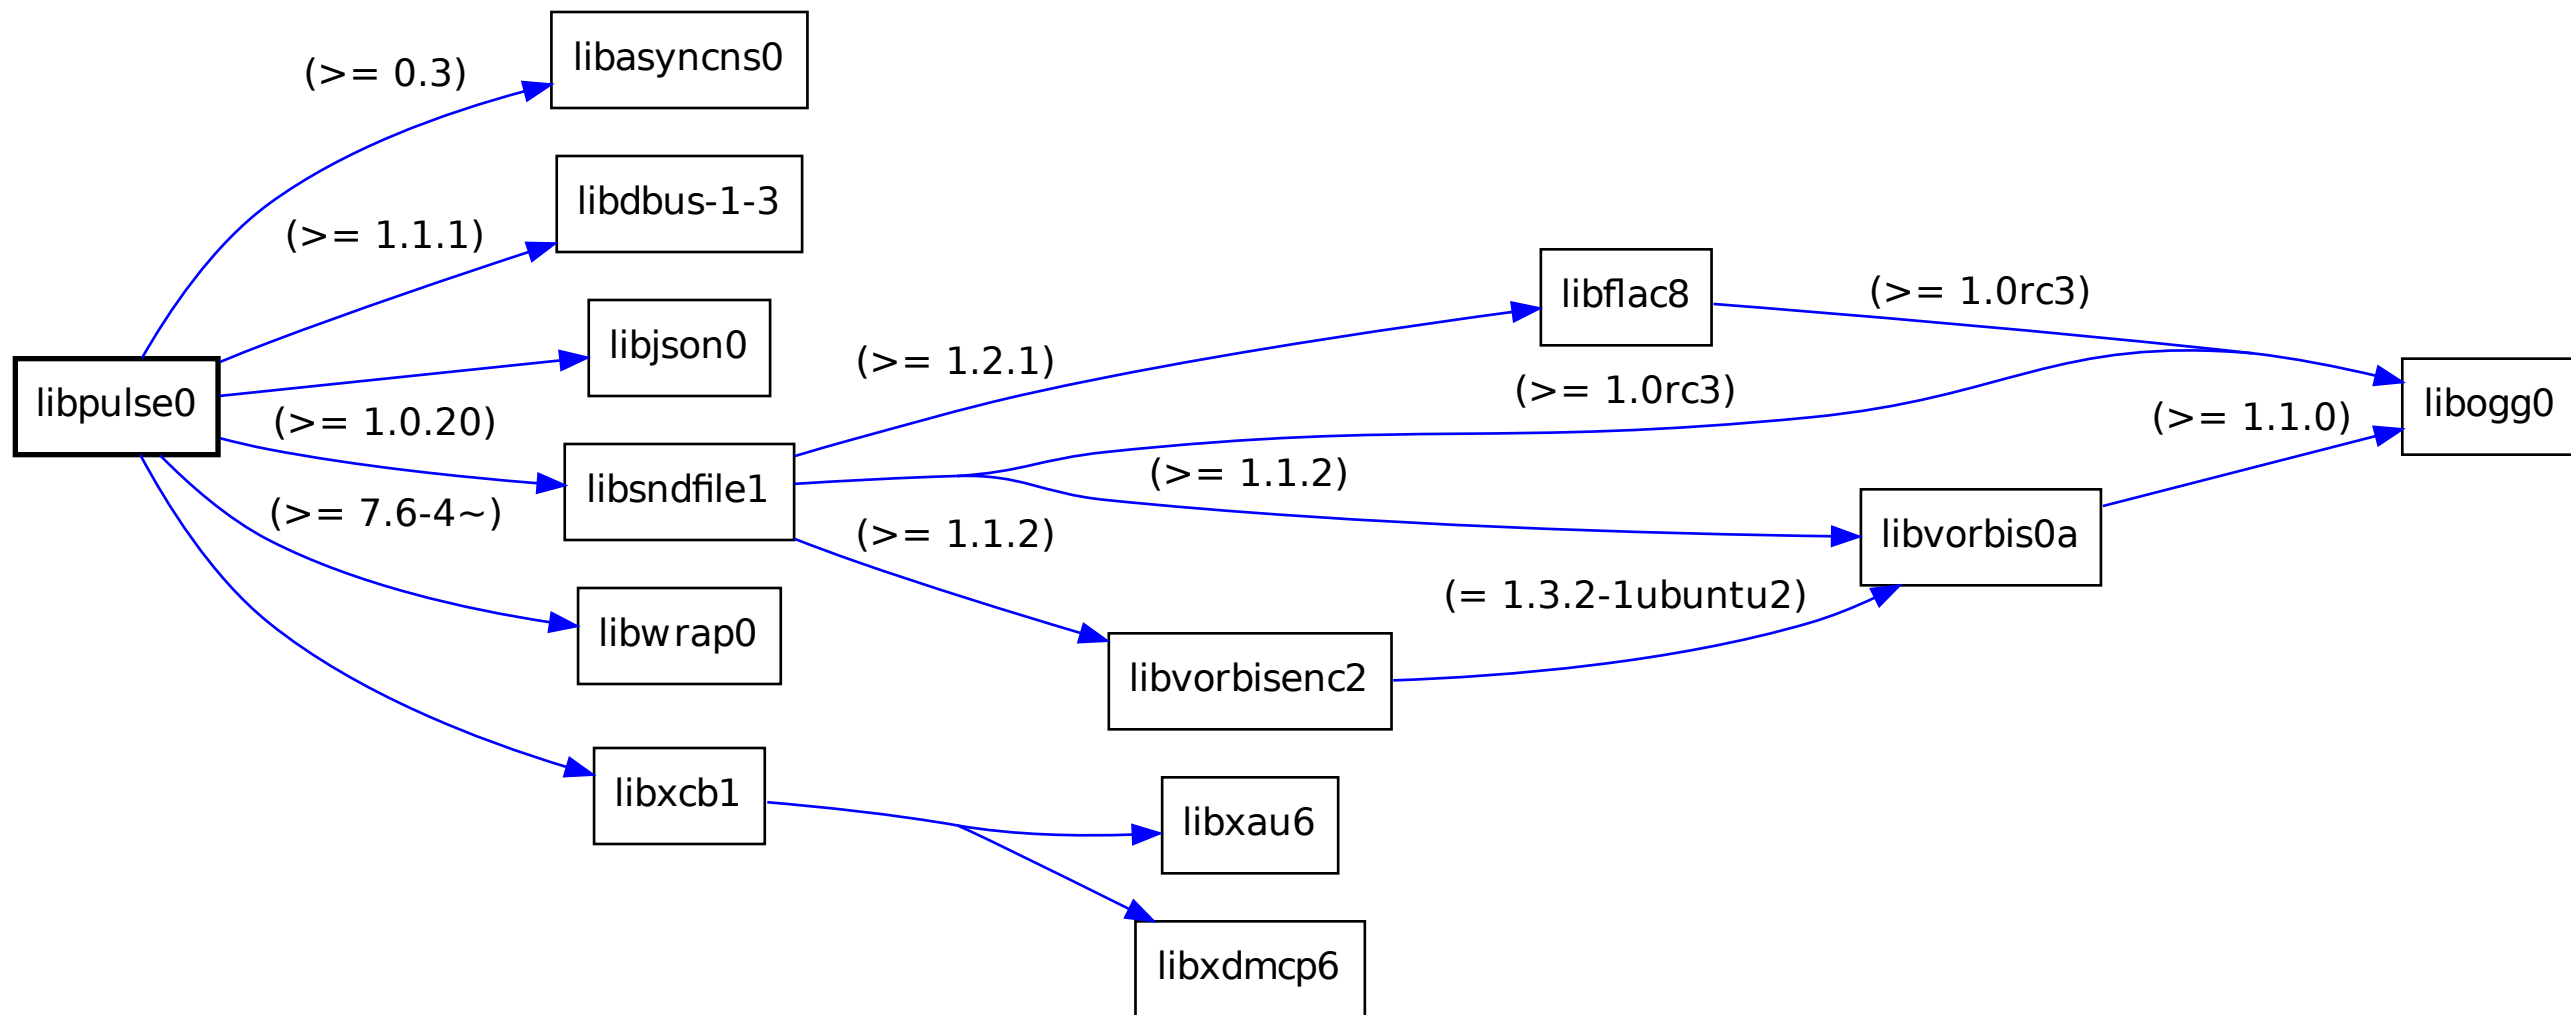 libasyncns0
(>= 0.3)
libdbus-1-3
(>= 1.1.1)
libflac8
(>= 1.0rc3)
libjson0
(>= 1.2.1)
(>= 1.0rc3)
libpulse0
libogg0
(>= 1.0.20)
(>= 1.1.0)
(>= 1.1.2)
libsndfile1
(>= 7.6-4~)
(>= 1.1.2)
libvorbis0a
(= 1.3.2-1ubuntu2)
libwrap0
libvorbisenc2
libxcb1
libxau6
libxdmcp6